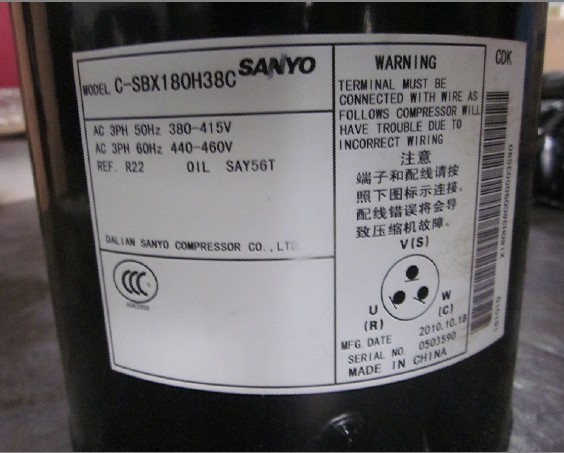 MODEL C-SBX180H38C SANYO
AC 3PH 50Hz 380-415V
AC 3PH 60Hz 440-460V
REF. R22 OIL SAY56T
DALIAN SANYO COMPRESSOR CO.,LTD.
CCC
WARNING
TERMINAL MUST BE
CONNECTED WITH WIRE AS
FOLLOWS COMPRESSOR WILL
HAVE TROUBLE DUE TO
INCORRECT WIRING
注意
端子和配线请按
照下图标示连接。
配线错误将会导
致压缩机故障。
V(S)
U
(R)
W
(C)
MFG. DATE 2010.10.18
SERIAL NO. 0503590
MADE IN CHINA
CDK
101018